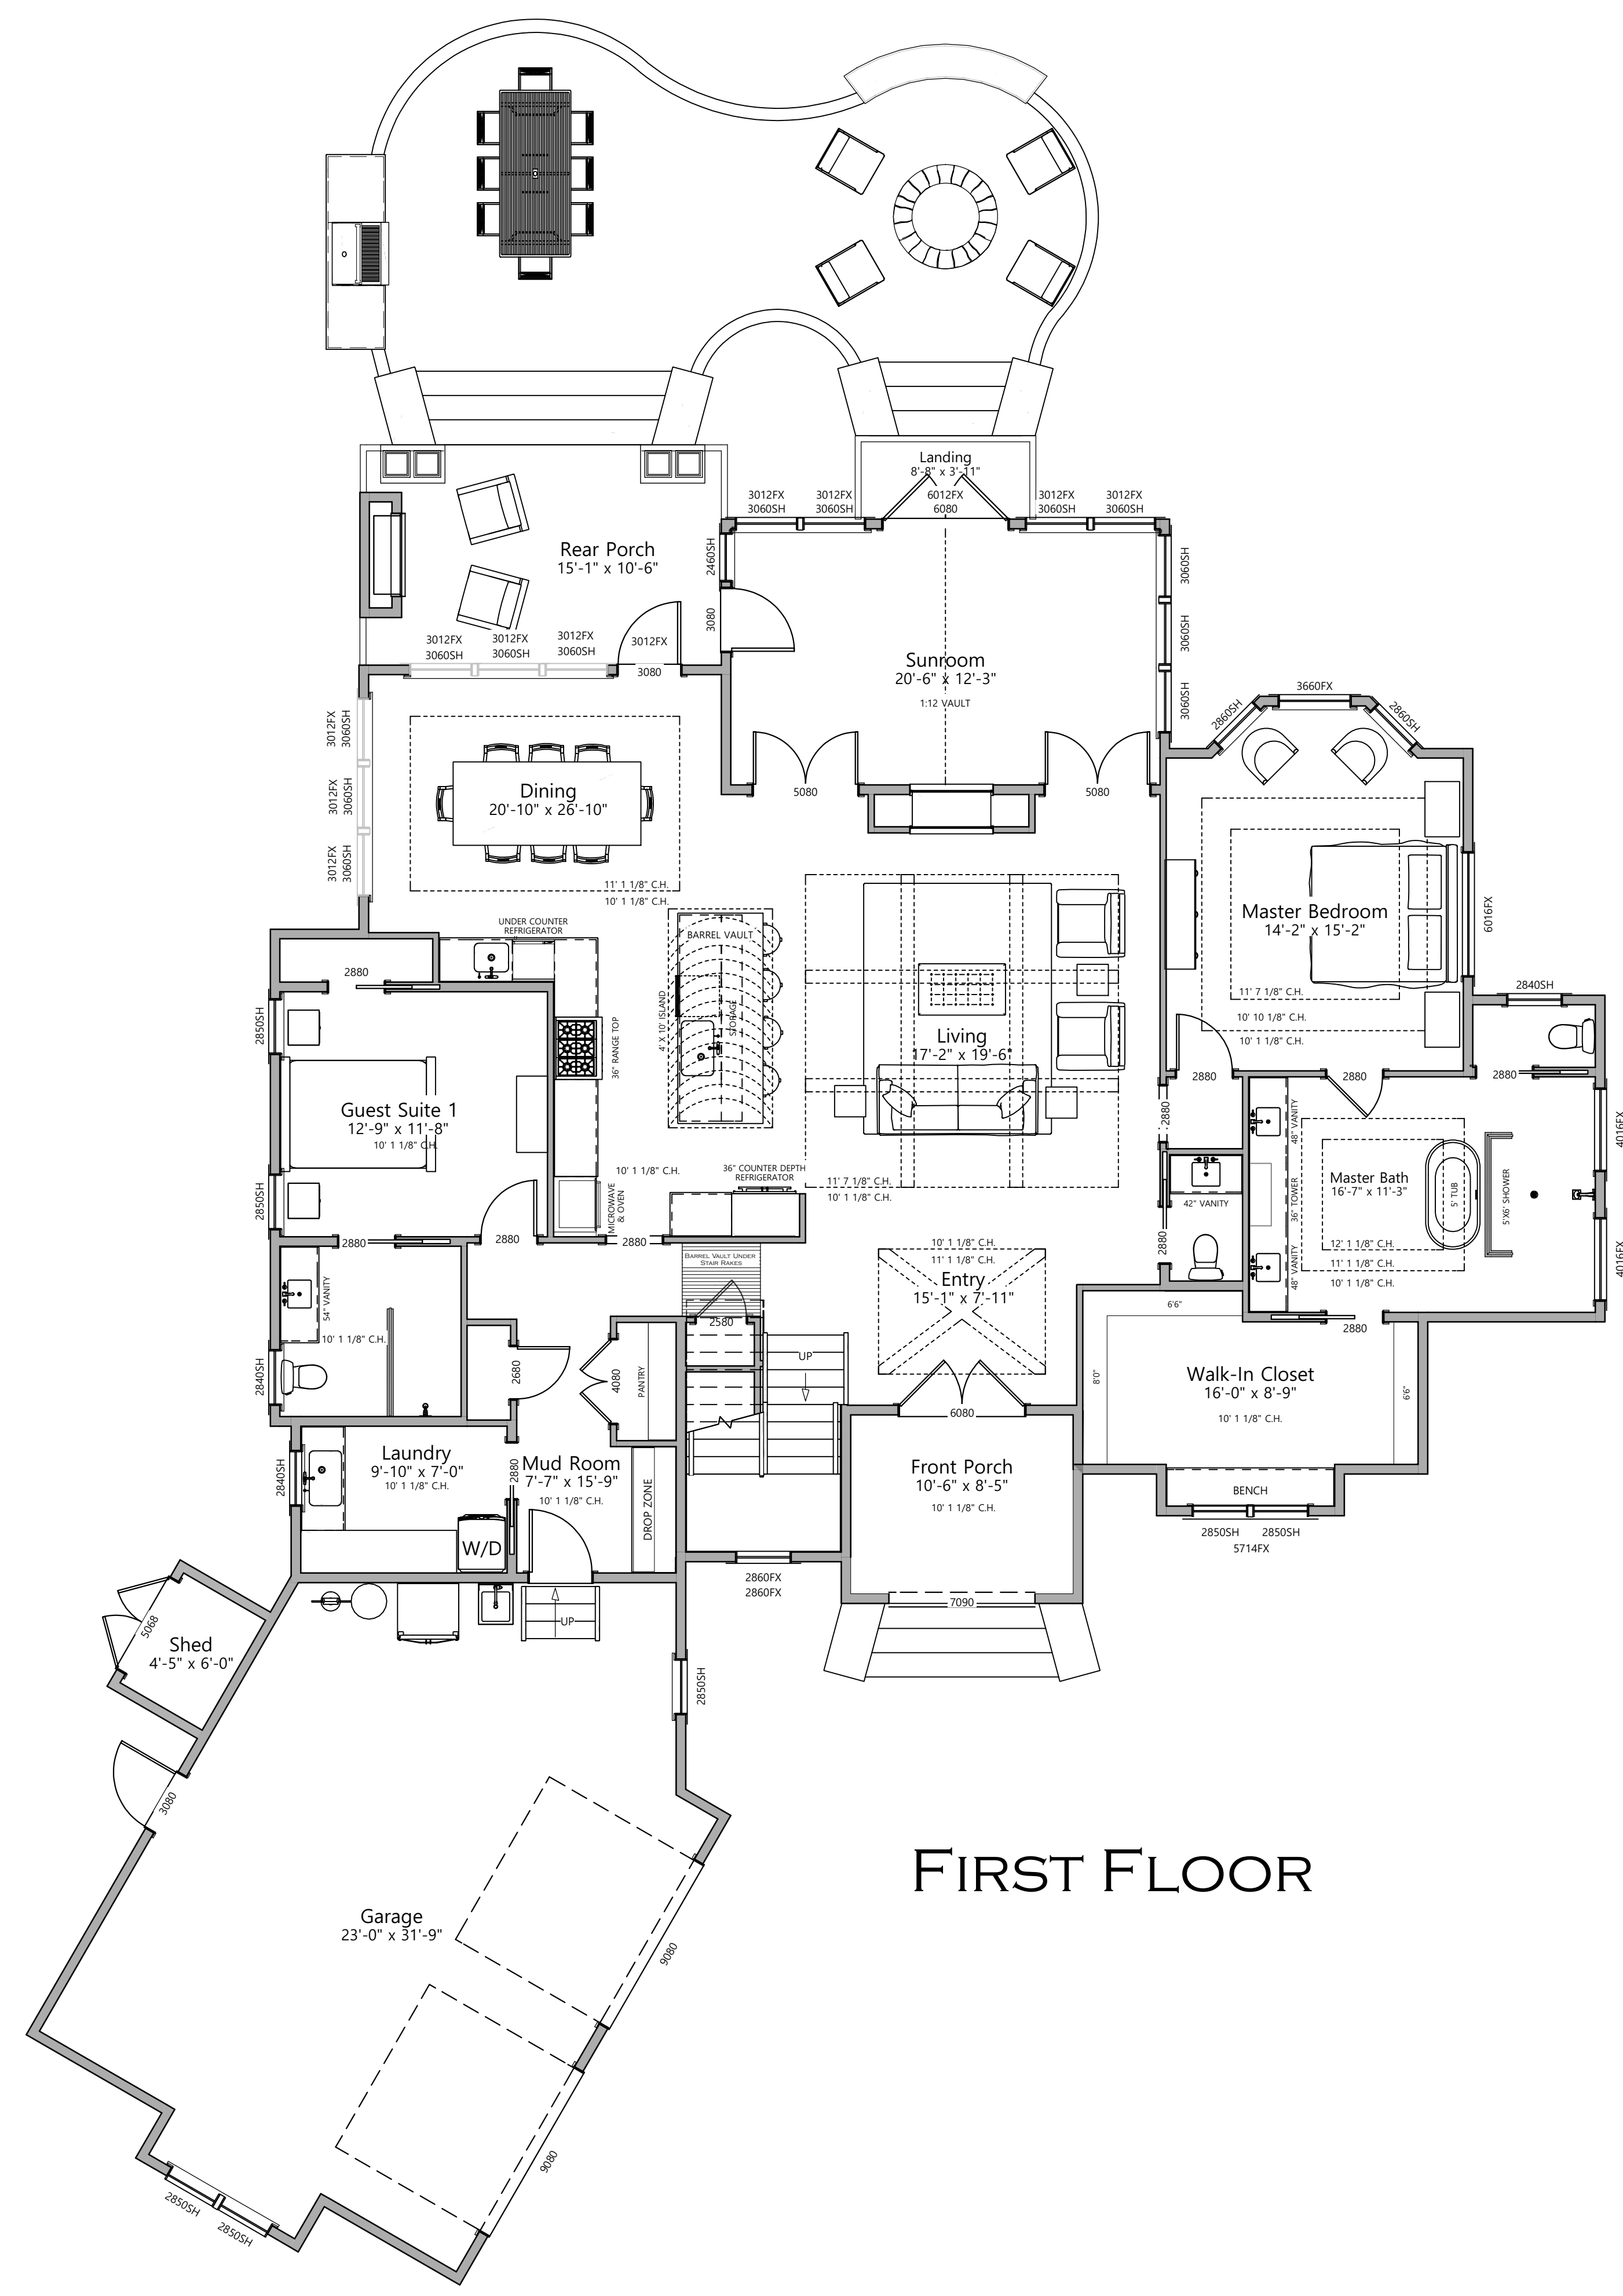 Landing
8'-8" x 3'-11"
3012FX
3060SH
3012FX
3060SH
6012FX
6080
3012FX
3060SH
3012FX
3060SH
Rear Porch
15'-1" x 10'-6"
2460SH
3080
3060SH
3060SH
3060SH
3012FX
3060SH
3012FX
3060SH
3012FX
3060SH
3012FX
3080
Sunroom
20'-6" x 12'-3"
1:12 VAULT
5080
5080
3012FX
3060SH
3012FX
3060SH
3012FX
3060SH
Dining
20'-10" x 26'-10"
11' 1 1/8" C.H.
10' 1 1/8" C.H.
2860SH
3660FX
2860SH
Master Bedroom
14'-2" x 15'-2"
6016FX
11' 7 1/8" C.H.
10' 10 1/8" C.H.
10' 1 1/8" C.H.
2840SH
UNDER COUNTER
REFRIGERATOR
BARREL VAULT
4' X 10' ISLAND
STORAGE
36" RANGE TOP
2880
2850SH
Guest Suite 1
12'-9" x 11'-8"
10' 1 1/8" C.H.
2850SH
Living
17'-2" x 19'-6"
11' 7 1/8" C.H.
10' 1 1/8" C.H.
10' 1 1/8" C.H.
36" COUNTER DEPTH
REFRIGERATOR
MICROWAVE
& OVEN
2880
2880
2880
2880
2880
2880
2880
42" VANITY
2880
48" VANITY
36" TOWER
48" VANITY
Master Bath
16'-7" x 11'-3"
5' TUB
5'X6' SHOWER
4016FX
4016FX
12' 1 1/8" C.H.
11' 1 1/8" C.H.
10' 1 1/8" C.H.
2880
BARREL VAULT UNDER
STAIR RAKES
2580
10' 1 1/8" C.H.
11' 1 1/8" C.H.
Entry
15'-1" x 7'-11"
6080
54" VANITY
10' 1 1/8" C.H.
2840SH
2680
4080
PANTRY
UP
6'6"
8'0"
6'6"
Walk-In Closet
16'-0" x 8'-9"
10' 1 1/8" C.H.
BENCH
2850SH
2850SH
5714FX
Laundry
9'-10" x 7'-0"
10' 1 1/8" C.H.
2840SH
2880
W/D
Mud Room
7'-7" x 15'-9"
10' 1 1/8" C.H.
DROP ZONE
Front Porch
10'-6" x 8'-5"
10' 1 1/8" C.H.
2860FX
2860FX
7090
UP
5068
Shed
4'-5" x 6'-0"
2850SH
3080
FIRST FLOOR
Garage
23'-0" x 31'-9"
9080
9080
2850SH
2850SH